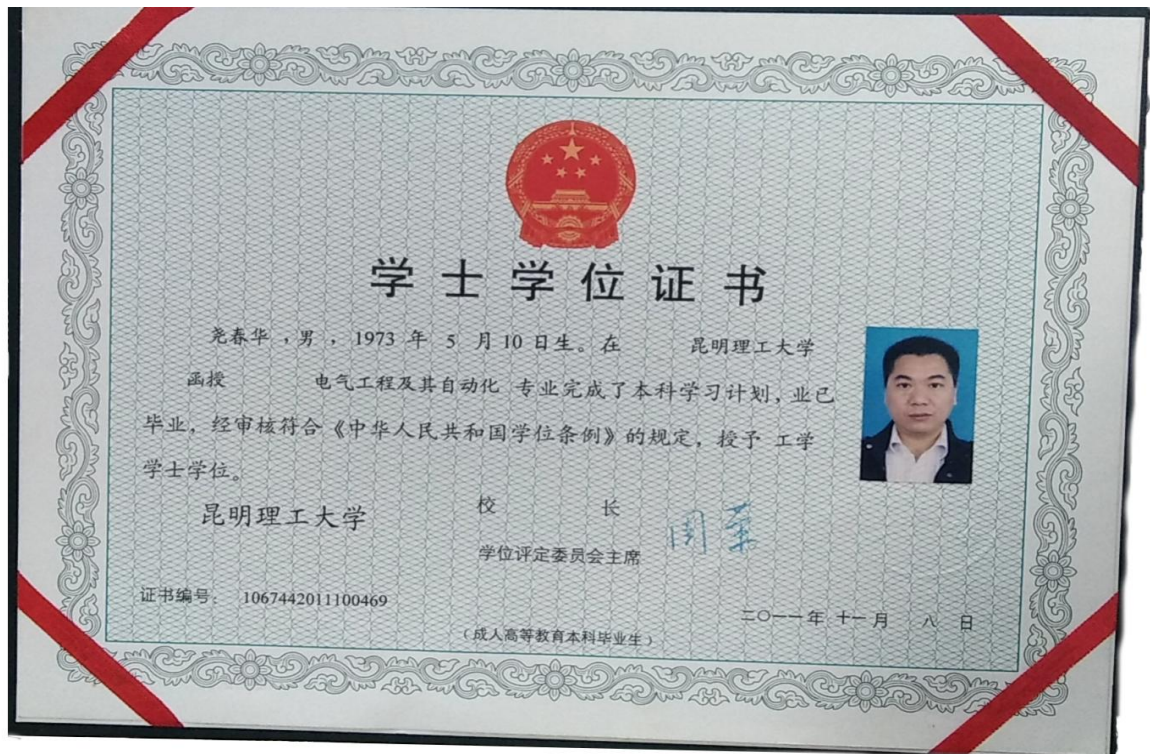 学士学位证书
尧春华 ,男 ,1973 年 5 月 10 日生。在 昆明理工大学
函授 电气工程及其自动化 专业完成了本科学习计划,业已
毕业,经审核符合《中华人民共和国学位条例》的规定,授予 工学
学士学位。
昆明理工大学 校 长 周荣
学位评定委员会主席
证书编号: 1067442011100469
二〇一一年 十一月 八 日
(成人高等教育本科毕业生)